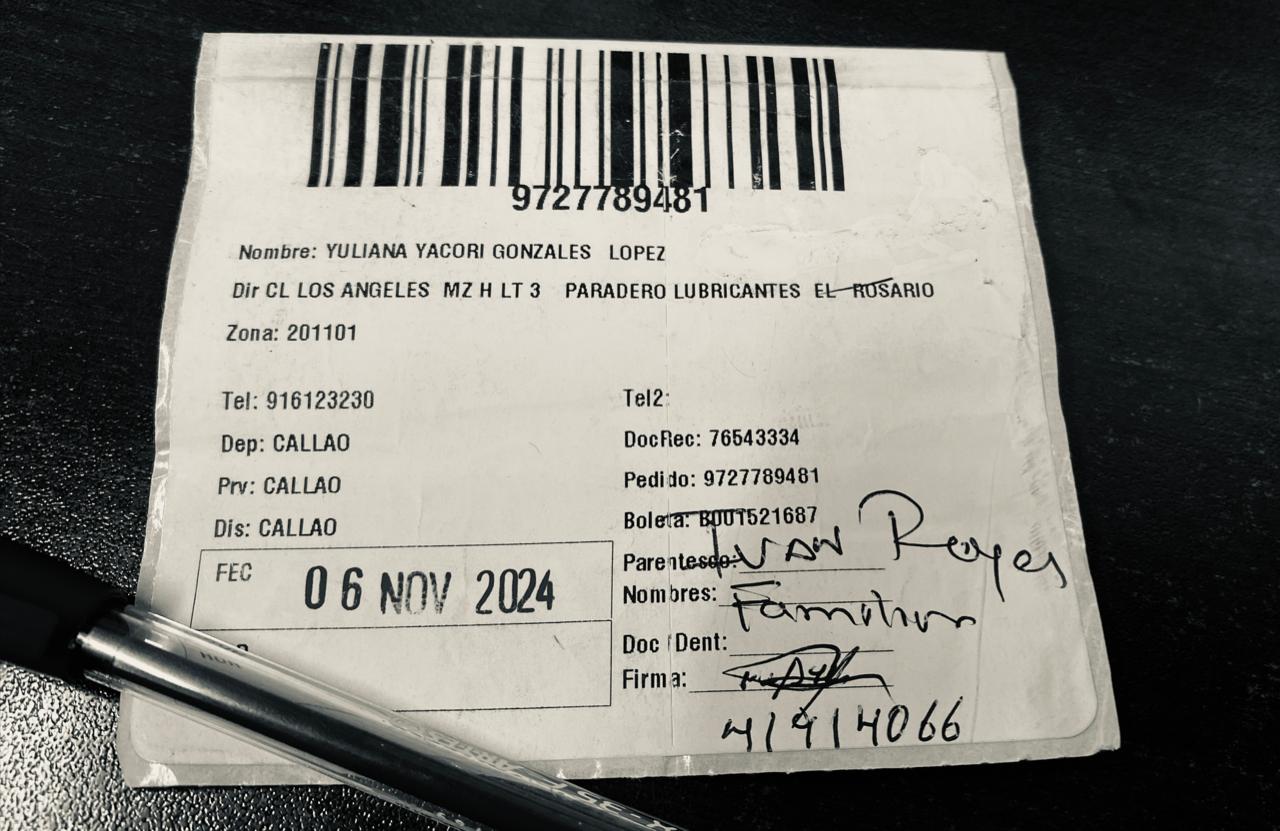 9727789481
Nombre: YULIANA YACORI GONZALES LOPEZ
Dir CL LOS ANGELES MZ H LT 3 PARADERO LUBRICANTES EL ROSARIO
Zona: 201101
Tel: 916123230 Tel2:
Dep: CALLAO DocRec: 76543334
Prv: CALLAO Pedido: 9727789481
Dis: CALLAO Boleta: B001521687
FEC 06 NOV 2024
Parentesco: Ivan Reyes
Nombres: Familiar
Doc Dent:
Firma:
41914066